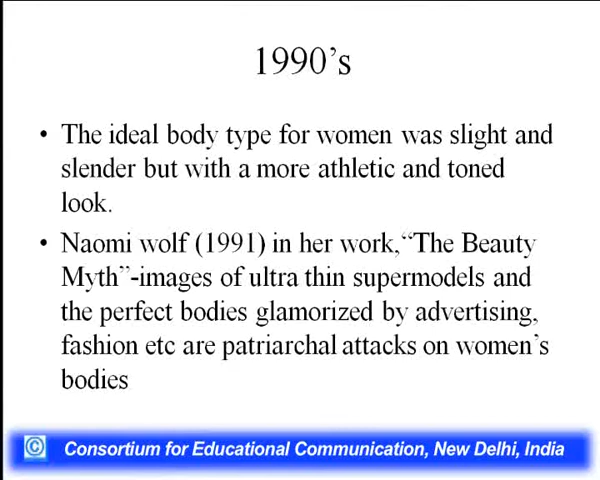 1990’s
• The ideal body type for women was slight and
slender but with a more athletic and toned
look.
• Naomi wolf (1991) in her work,“The Beauty
Myth”-images of ultra thin supermodels and
the perfect bodies glamorized by advertising,
fashion etc are patriarchal attacks on women’s
bodies
© Consortium for Educational Communication, New Delhi, India